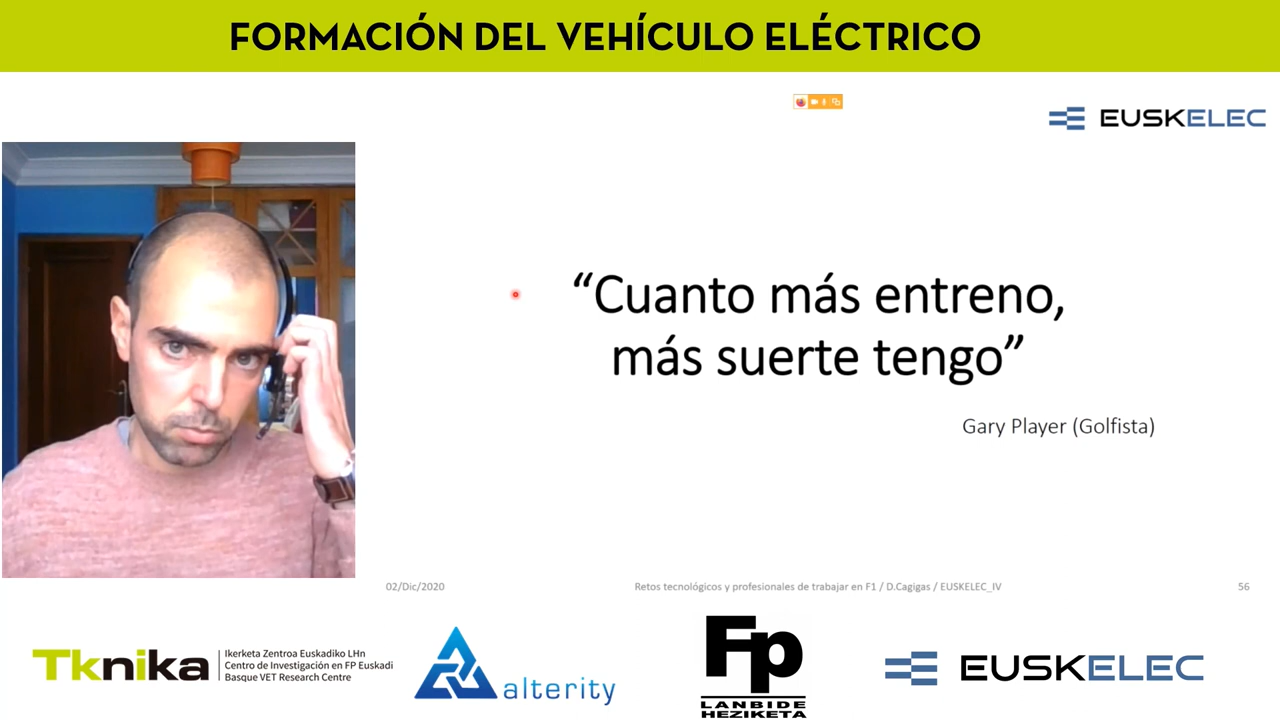 FORMACIÓN DEL VEHÍCULO ELÉCTRICO
EUSKELEC
“Cuanto más entreno,
más suerte tengo”
Gary Player (Golfista)
02/Dic/2020
Retos tecnológicos y profesionales de trabajar en F1 / D.Cagigas / EUSKELEC_IV
56
Tknika
Ikerketa Zentroa Euskadiko LHn
Centro de Investigación en FP Euskadi
Basque VET Research Centre
alterity
Fp
LANBIDE
HEZIKETA
EUSKELEC